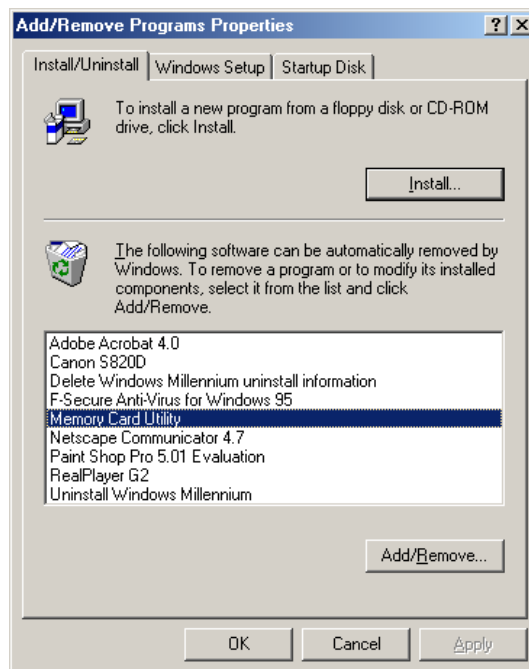 Add/Remove Programs Properties
Install/Uninstall
Windows Setup
Startup Disk
To install a new program from a floppy disk or CD-ROM
drive, click Install.
Install...
The following software can be automatically removed by
Windows. To remove a program or to modify its installed
components, select it from the list and click
Add/Remove.
Adobe Acrobat 4.0
Canon S820D
Delete Windows Millennium uninstall information
F-Secure Anti-Virus for Windows 95
Memory Card Utility
Netscape Communicator 4.7
Paint Shop Pro 5.01 Evaluation
RealPlayer G2
Uninstall Windows Millennium
Add/Remove...
OK
Cancel
Apply